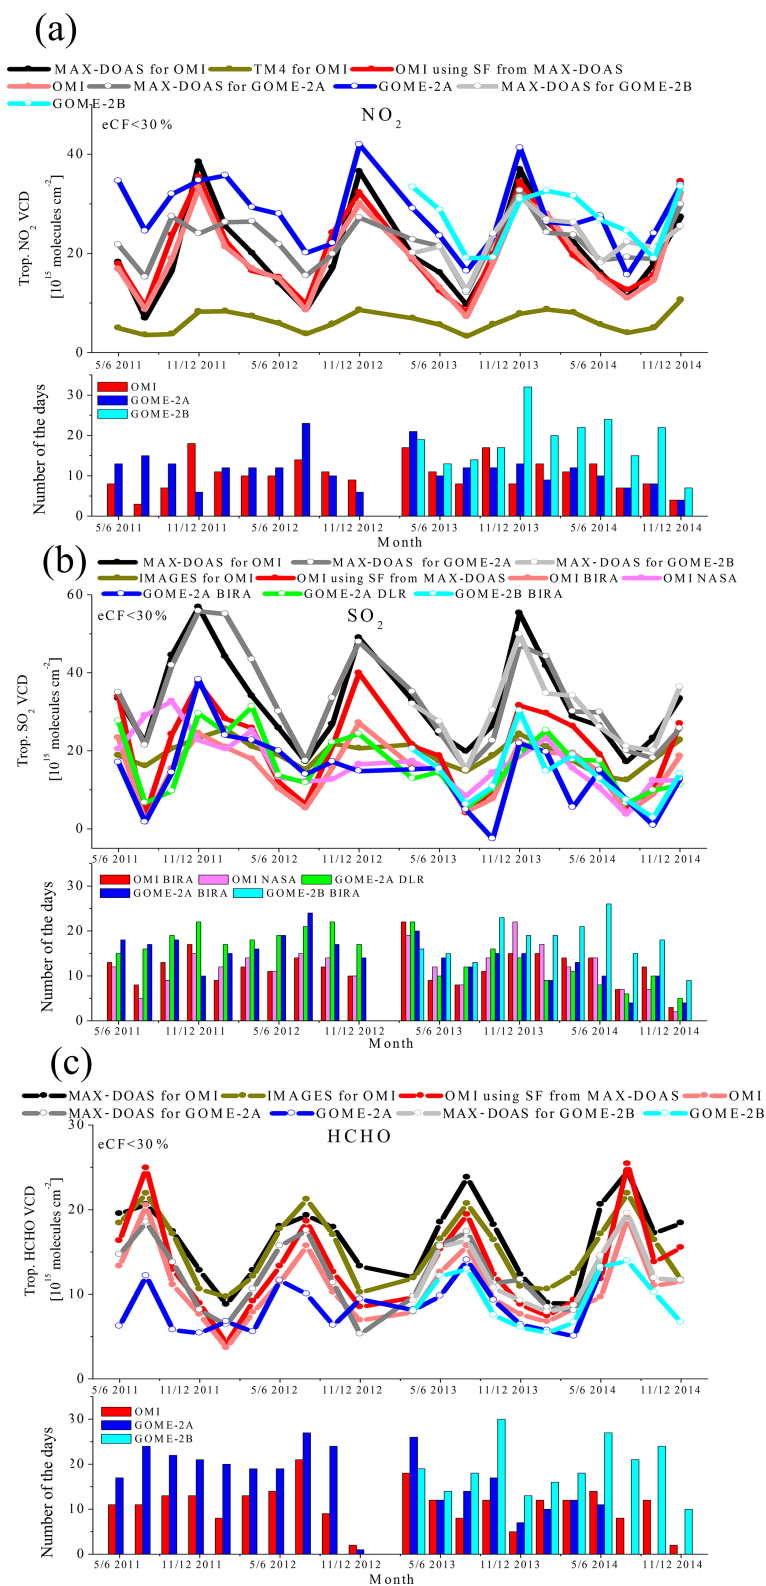 (a)
MAX-DOAS for OMI TM4 for OMI OMI using SF from MAX-DOAS
OMI MAX-DOAS for GOME-2A GOME-2A MAX-DOAS for GOME-2B
GOME-2B
eCF<30% NO2
Trop. NO2 VCD
[10^15 molecules cm^-2]
40
20
0
5/6 2011 11/12 2011 5/6 2012 11/12 2012 5/6 2013 11/12 2013 5/6 2014 11/12 2014
Number of the days
30
20
10
0
OMI
GOME-2A
GOME-2B
5/6 2011 11/12 2011 5/6 2012 11/12 2012 5/6 2013 11/12 2013 5/6 2014 11/12 2014
Month
(b)
MAX-DOAS for OMI MAX-DOAS for GOME-2A MAX-DOAS for GOME-2B
IMAGES for OMI OMI using SF from MAX-DOAS OMI BIRA OMI NASA
GOME-2A BIRA GOME-2A DLR GOME-2B BIRA
eCF<30% SO2
Trop. SO2 VCD
[10^15 molecules cm^-2]
60
40
20
0
5/6 2011 11/12 2011 5/6 2012 11/12 2012 5/6 2013 11/12 2013 5/6 2014 11/12 2014
Number of the days
30
20
10
0
OMI BIRA OMI NASA GOME-2A DLR
GOME-2A BIRA GOME-2B BIRA
5/6 2011 11/12 2011 5/6 2012 11/12 2012 5/6 2013 11/12 2013 5/6 2014 11/12 2014
Month
(c)
MAX-DOAS for OMI IMAGES for OMI OMI using SF from MAX-DOAS OMI
MAX-DOAS for GOME-2A GOME-2A MAX-DOAS for GOME-2B GOME-2B
eCF<30% HCHO
Trop. HCHO VCD
[10^15 molecules cm^-2]
30
20
10
0
5/6 2011 11/12 2011 5/6 2012 11/12 2012 5/6 2013 11/12 2013 5/6 2014 11/12 2014
Number of the days
30
20
10
0
OMI
GOME-2A
GOME-2B
5/6 2011 11/12 2011 5/6 2012 11/12 2012 5/6 2013 11/12 2013 5/6 2014 11/12 2014
Month